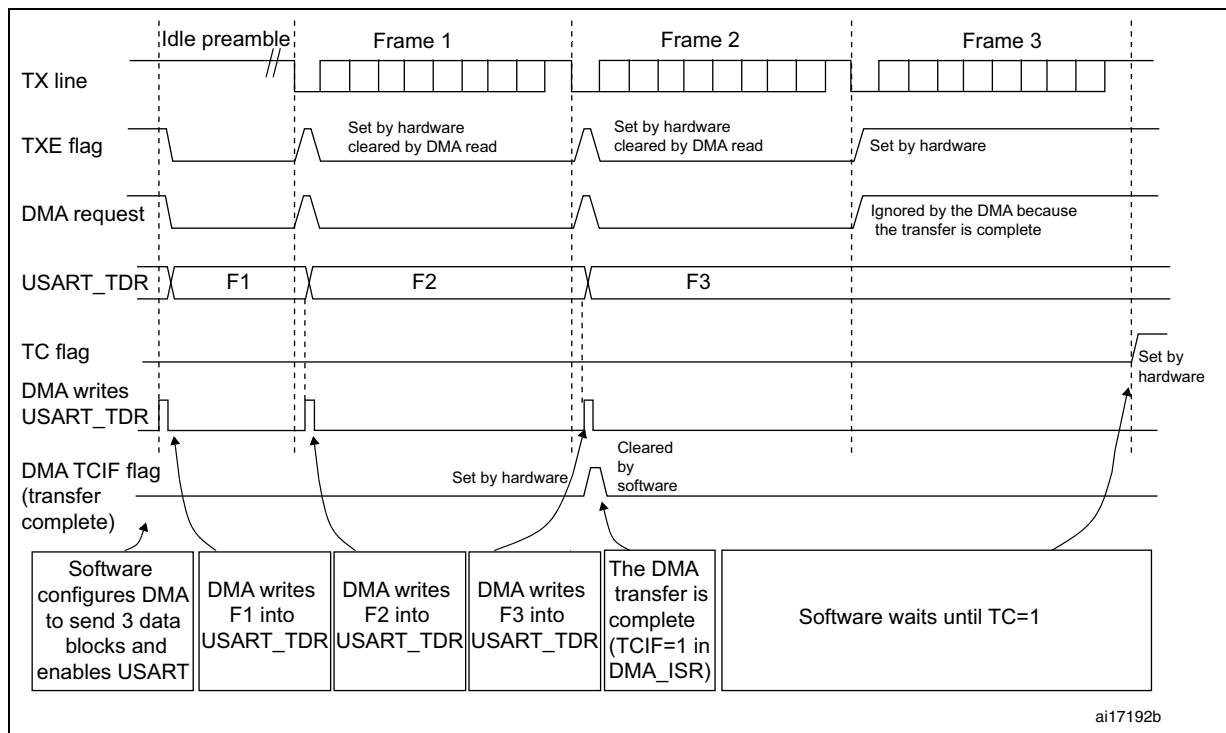 Idle preamble
Frame 1
Frame 2
Frame 3
TX line
TXE flag
Set by hardware
cleared by DMA read
Set by hardware
cleared by DMA read
Set by hardware
DMA request
Ignored by the DMA because
the transfer is complete
USART_TDR
F1
F2
F3
TC flag
Set by
hardware
DMA writes
USART_TDR
DMA TCIF flag
(transfer
complete)
Set by hardware
Cleared
by
software
Software
configures DMA
to send 3 data
blocks and
enables USART
DMA writes
F1 into
USART_TDR
DMA writes
F2 into
USART_TDR
DMA writes
F3 into
USART_TDR
The DMA
transfer is
complete
(TCIF=1 in
DMA_ISR)
Software waits until TC=1
ai17192b